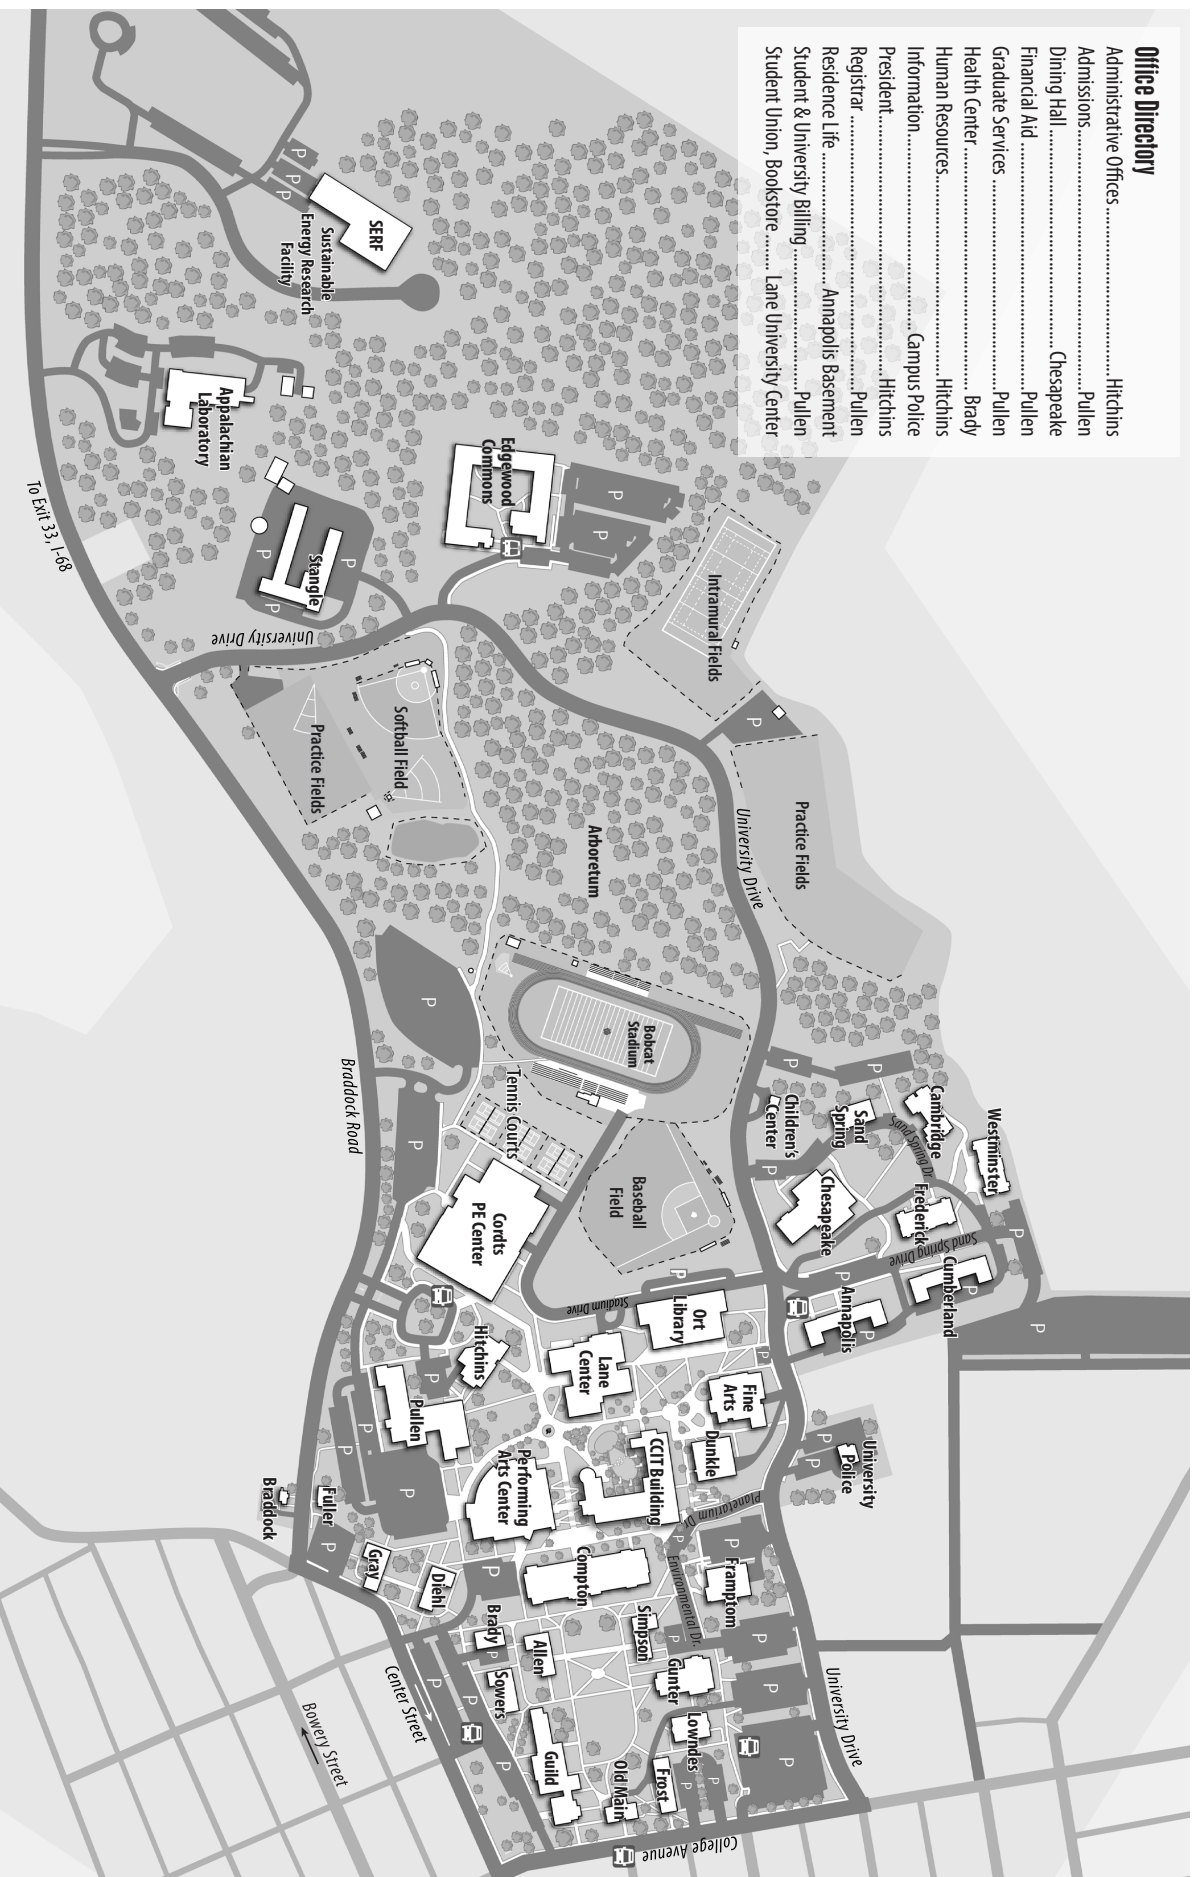 Office Directory
Administrative Offices ........ Hitchins
Admissions ........ Pullen
Dining Hall ........ Chesapeake
Financial Aid ........ Pullen
Graduate Services ........ Pullen
Health Center ........ Brady
Human Resources ........ Hitchins
Information ........ Campus Police
President ........ Hitchins
Registrar ........ Pullen
Residence Life ........ Annapolis Basement
Student & University Billing ........ Pullen
Student Union, Bookstore ........ Lane University Center
P
P
P
SERF
Sustainable
Energy Research
Facility
Appalachian
Laboratory
To Exit 33, I-68
Edgewood
Commons
P
P
Stangle
P
P
P
University Drive
Intramural Fields
P
Practice Fields
Softball Field
Practice Fields
Arboretum
University Drive
P
Braddock Road
P
Bobcat
Stadium
Tennis Courts
Baseball
Field
Cordts
PE Center
P
P
Children's
Center
Sand
Spring
Cambridge
Sand Spring Dr.
Westminster
P
Chesapeake
Frederick
P
Sand Spring Drive
Cumberland
P
P
P
Annapolis
P
P
Stadium Drive
Ort
Library
P
Lane
Center
Hitchins
P
Pullen
P
P
P
Fine
Arts
Dunkle
CCIT Building
Performing
Arts Center
University
Police
P
P
Planetarium Dr.
P
P
Environmental Dr.
Framptom
P
P
Compton
P
Fuller
Braddock
P
Gray
Diehl
Brady
P
Allen
Sowers
Simpson
Gunter
P
Lowndes
P
P
P
Frost
Old Main
Guild
P
P
P
Center Street
Bowery Street
University Drive
College Avenue